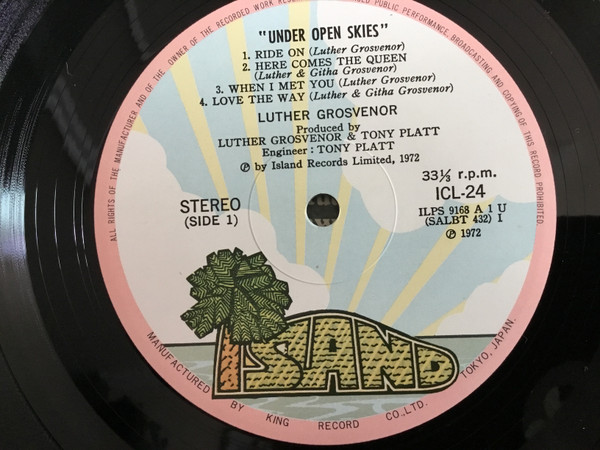 ALL RIGHTS OF THE MANUFACTURER AND OF THE OWNER OF THE RECORDED WORK PUBLIC PERFORMANCE, BROADCASTING AND COPYING OF THIS RECORD PROHIBITED.
"UNDER OPEN SKIES"
1. RIDE ON (Luther Grosvenor)
2. HERE COMES THE QUEEN
(Luther & Githa Grosvenor)
3. WHEN I MET YOU (Luther Grosvenor)
4. LOVE THE WAY (Luther & Githa Grosvenor)
LUTHER GROSVENOR
Produced by
LUTHER GROSVENOR & TONY PLATT
Engineer : TONY PLATT
℗ by Island Records Limited, 1972
STEREO
(SIDE 1)
33⅓ r.p.m.
ICL-24
ILPS 9168 A 1 U
(SALBT 432) 1
℗ 1972
ISLAND
MANUFACTURED BY KING RECORD CO.,LTD. TOKYO, JAPAN.